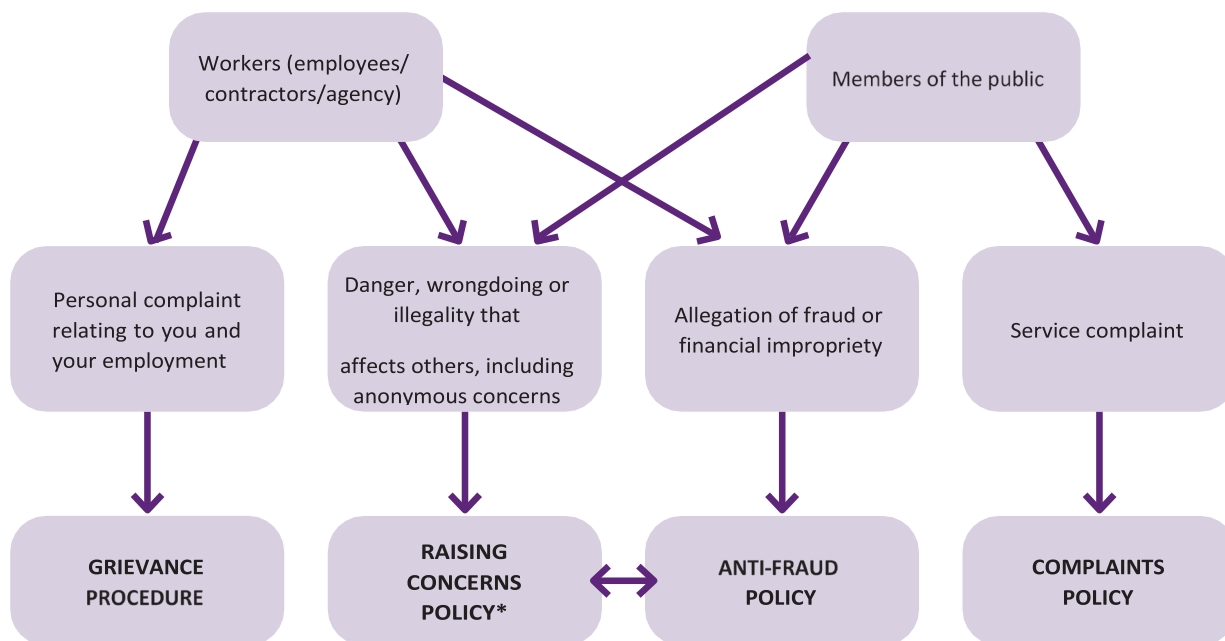 Workers (employees/
contractors/agency)
Members of the public
Personal complaint
relating to you and
your employment
Danger, wrongdoing or
illegality that
affects others, including
anonymous concerns
Allegation of fraud or
financial impropriety
Service complaint
GRIEVANCE
PROCEDURE
RAISING
CONCERNS
POLICY*
ANTI-FRAUD
POLICY
COMPLAINTS
POLICY